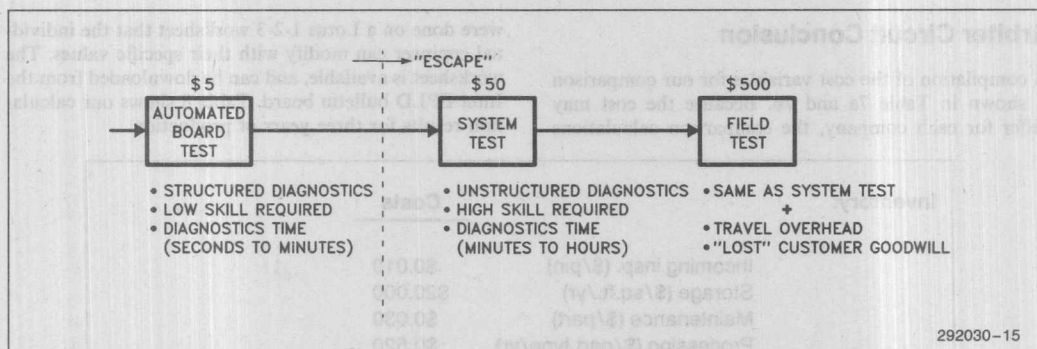 "ESCAPE"
$5
$50
$500
AUTOMATED
BOARD
TEST
SYSTEM
TEST
FIELD
TEST
• STRUCTURED DIAGNOSTICS
• LOW SKILL REQUIRED
• DIAGNOSTICS TIME
(SECONDS TO MINUTES)
• UNSTRUCTURED DIAGNOSTICS
• HIGH SKILL REQUIRED
• DIAGNOSTICS TIME
(MINUTES TO HOURS)
• SAME AS SYSTEM TEST
+
• TRAVEL OVERHEAD
• "LOST" CUSTOMER GOODWILL
292030-15